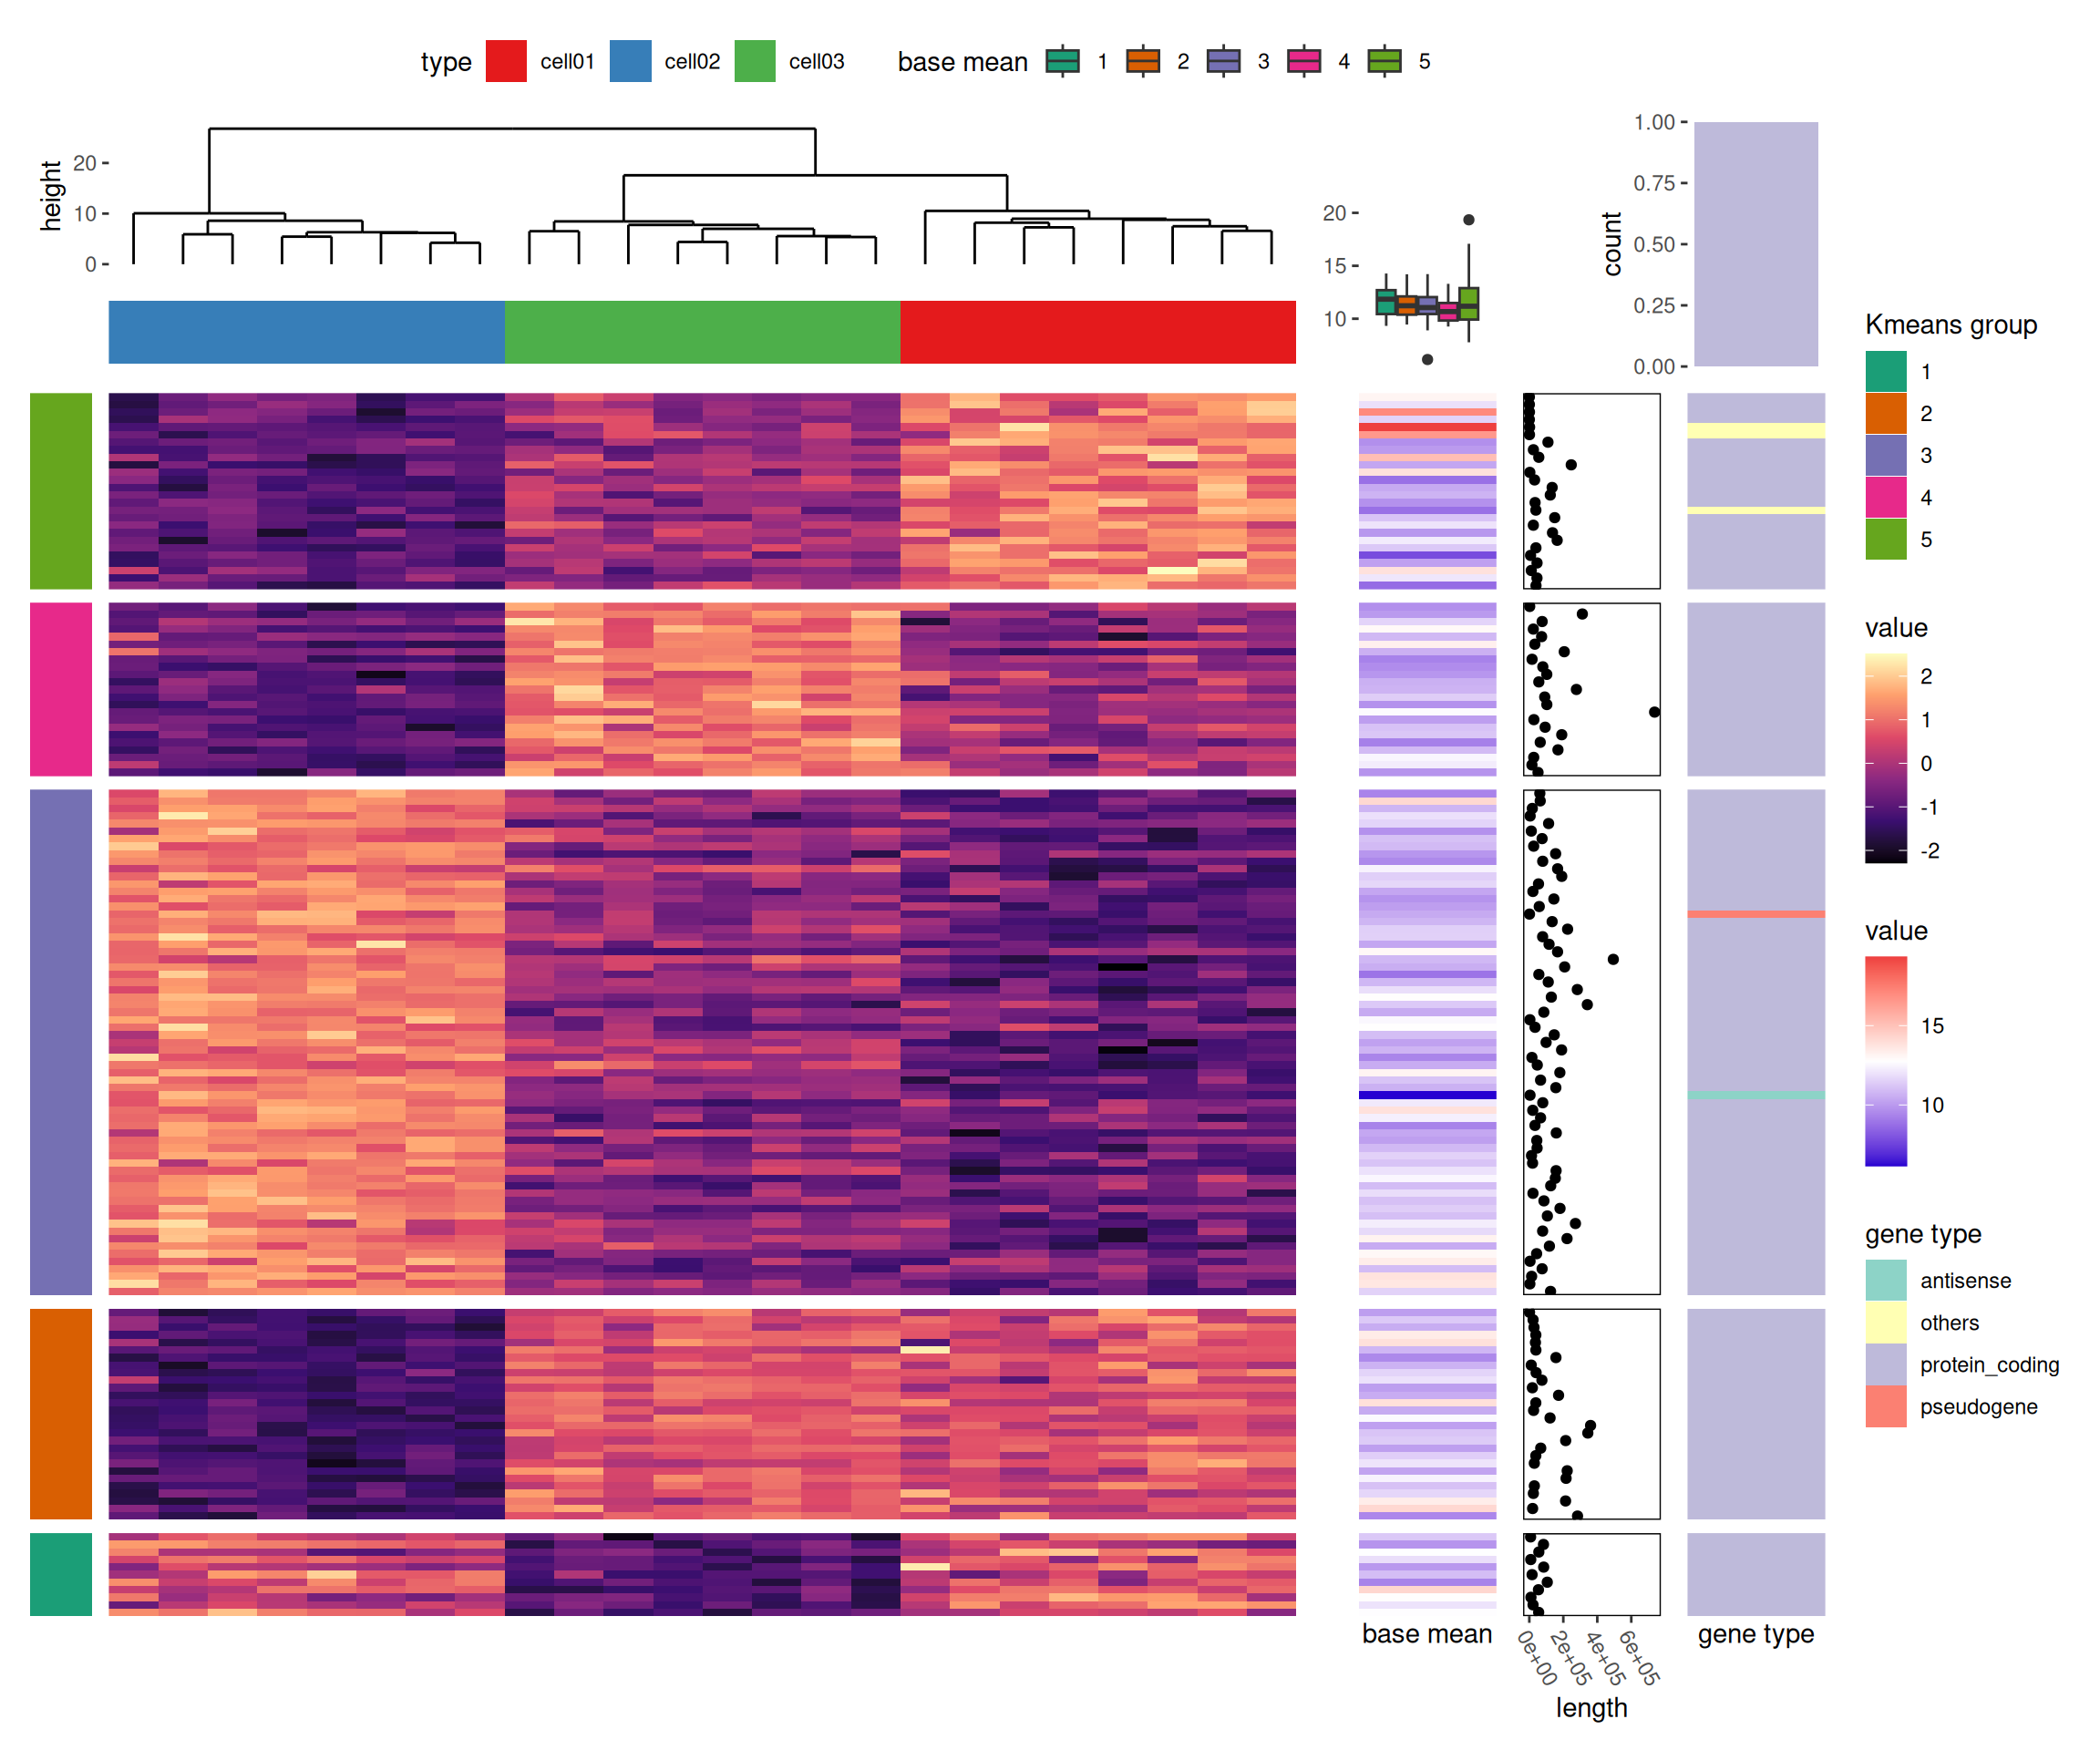 type cell01 cell02 cell03 base mean 1 2 3 4 5
height
20
10
0
20
15
10
count
1.00
0.75
0.50
0.25
0.00
Kmeans group
1
2
3
4
5
value
2
1
0
-1
-2
value
15
10
gene type
antisense
others
protein_coding
pseudogene
base mean
0e+00 2e+05 4e+05 6e+05
length
gene type